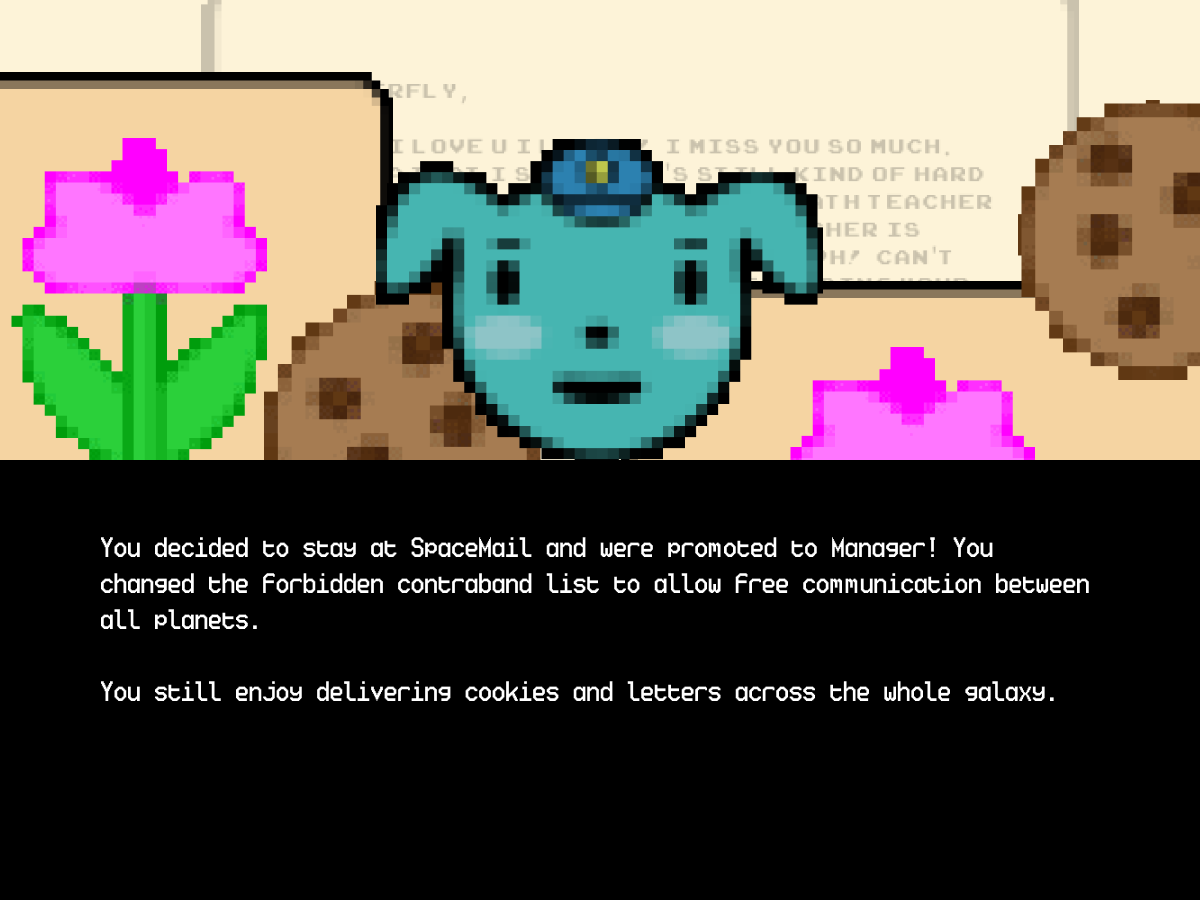 RFLY,
I LOVE U I I MISS YOU SO MUCH.
'S STILL KIND OF HARD
ATH TEACHER
HER IS
PH! CAN'T
You decided to stay at SpaceMail and were promoted to Manager! You
changed the forbidden contraband list to allow free communication between
all planets.
You still enjoy delivering cookies and letters across the whole galaxy.